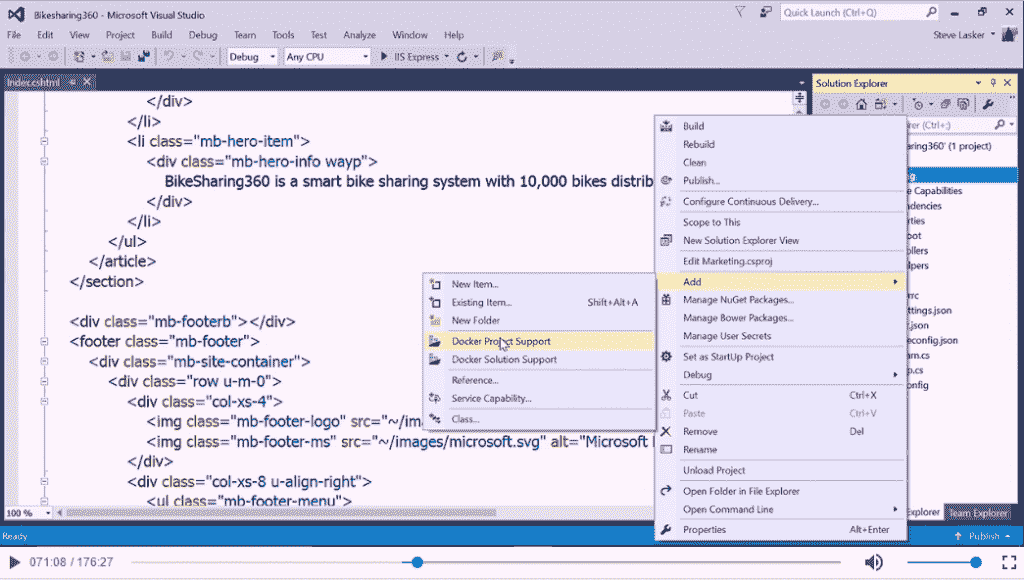 Bikesharing360 - Microsoft Visual Studio
Quick Launch (Ctrl+Q)
File Edit View Project Build Debug Team Tools Test Analyze Window Help
Steve Lasker
Debug Any CPU IIS Express
Index.cshtml
Solution Explorer
</div>
</li>
<li class="mb-hero-item">
<div class="mb-hero-info wayp">
BikeSharing360 is a smart bike sharing system with 10,000 bikes distrib
</div>
</li>
</ul>
</article>
</section>
<div class="mb-footerb"></div>
<footer class="mb-footer">
<div class="mb-site-container">
<div class="row u-m-0">
<div class="col-xs-4">
<img class="mb-footer-logo" src="~/im
<img class="mb-footer-ms" src="~/images/microsoft.svg" alt="Microsoft
</div>
<div class="col-xs-8 u-align-right">
<ul class="mb-footer-menu">
New Item...
Existing Item... Shift+Alt+A
New Folder
Docker Project Support
Docker Solution Support
Reference...
Service Capability...
Class...
Build
Rebuild
Clean
Publish...
Configure Continuous Delivery...
Scope to This
New Solution Explorer View
Edit Marketing.csproj
Add
Manage NuGet Packages...
Manage Bower Packages...
Manage User Secrets
Set as StartUp Project
Debug
Cut Ctrl+X
Paste Ctrl+V
Remove Del
Rename
Unload Project
Open Folder in File Explorer
Open Command Line
Properties Alt+Enter
rer (Ctrl+;)
haring360' (1 project)
g
e Capabilities
ndencies
rties
oot
ollers
lpers
rrc
t.json
.json
econfig.json
am.cs
p.cs
onfig
100 %
xplorer Team Explorer
Ready
Publish
071:08 / 176:27